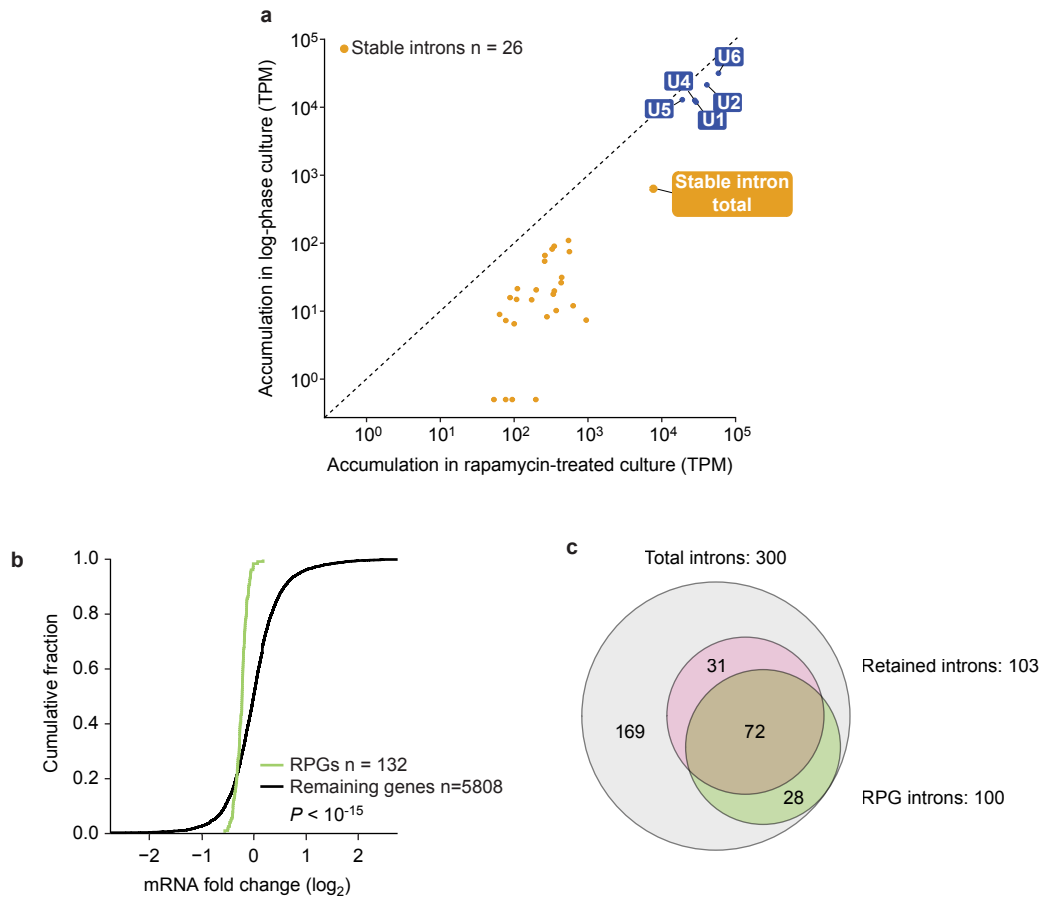 a
Stable introns n = 26
Accumulation in log-phase culture (TPM)
10⁵
10⁴
10³
10²
10¹
10⁰
U6
U4
U2
U5
U1
Stable intron
total
10⁰ 10¹ 10² 10³ 10⁴ 10⁵
Accumulation in rapamycin-treated culture (TPM)
b
Cumulative fraction
1.0
0.8
0.6
0.4
0.2
0.0
RPGs n = 132
Remaining genes n=5808
P < 10⁻¹⁵
−2 −1 0 1 2
mRNA fold change (log₂)
c
Total introns: 300
31
Retained introns: 103
169
72
28
RPG introns: 100